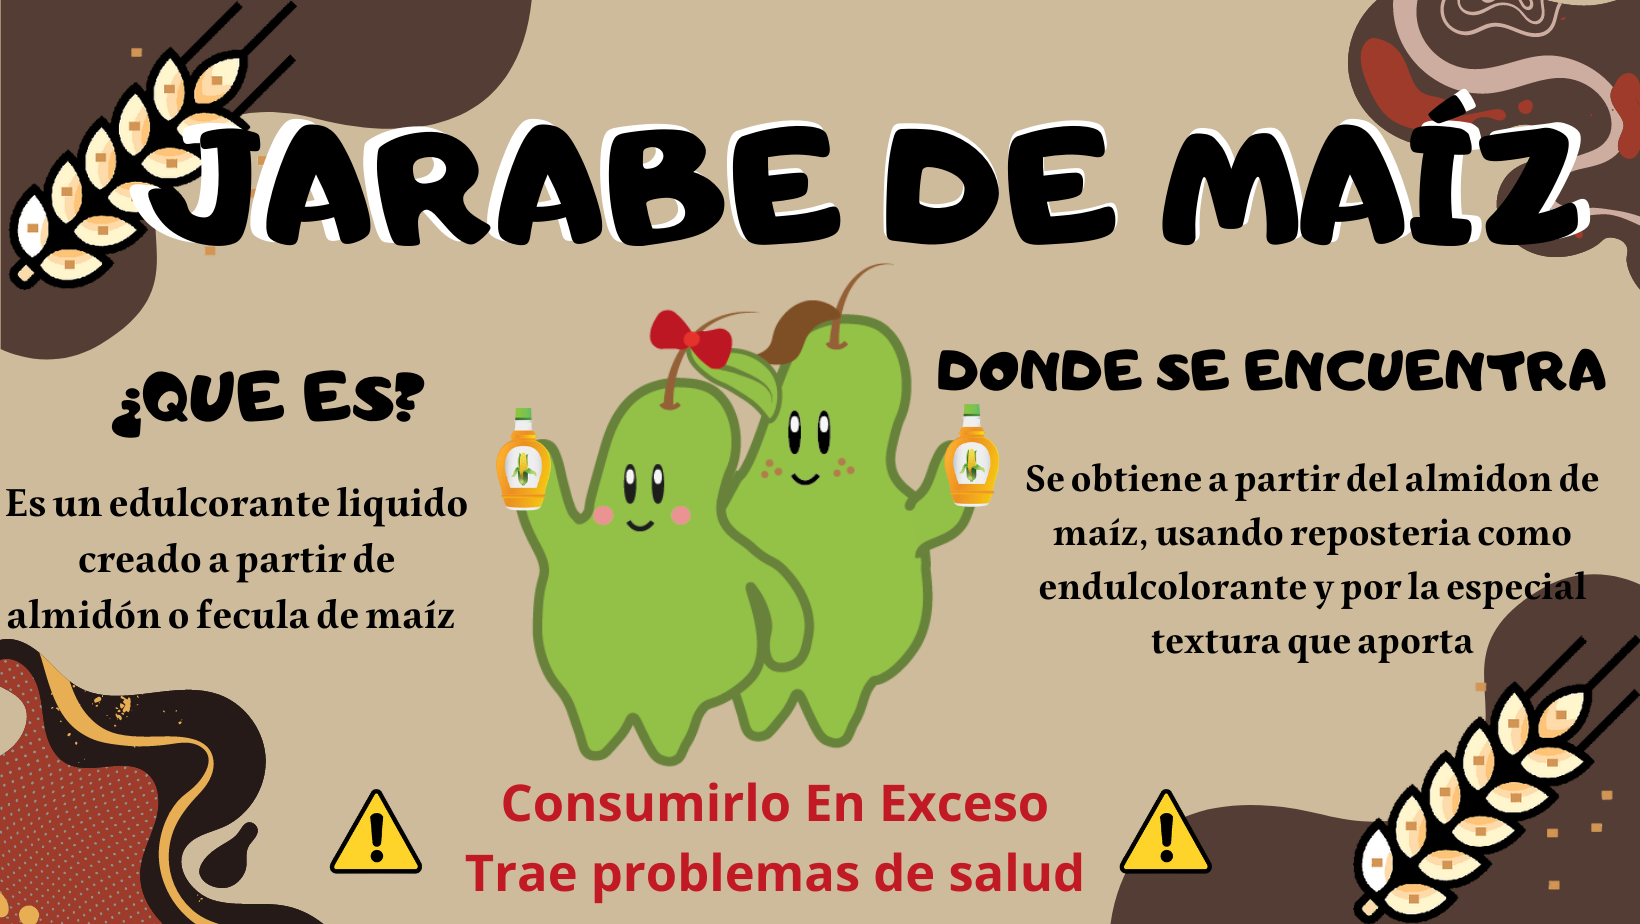 JARABE DE MAÍZ
¿QUE ES?
Es un edulcorante liquido
creado a partir de
almidón o fecula de maíz
DONDE SE ENCUENTRA
Se obtiene a partir del almidon de
maíz, usando reposteria como
endulcolorante y por la especial
textura que aporta
Consumirlo En Exceso
Trae problemas de salud